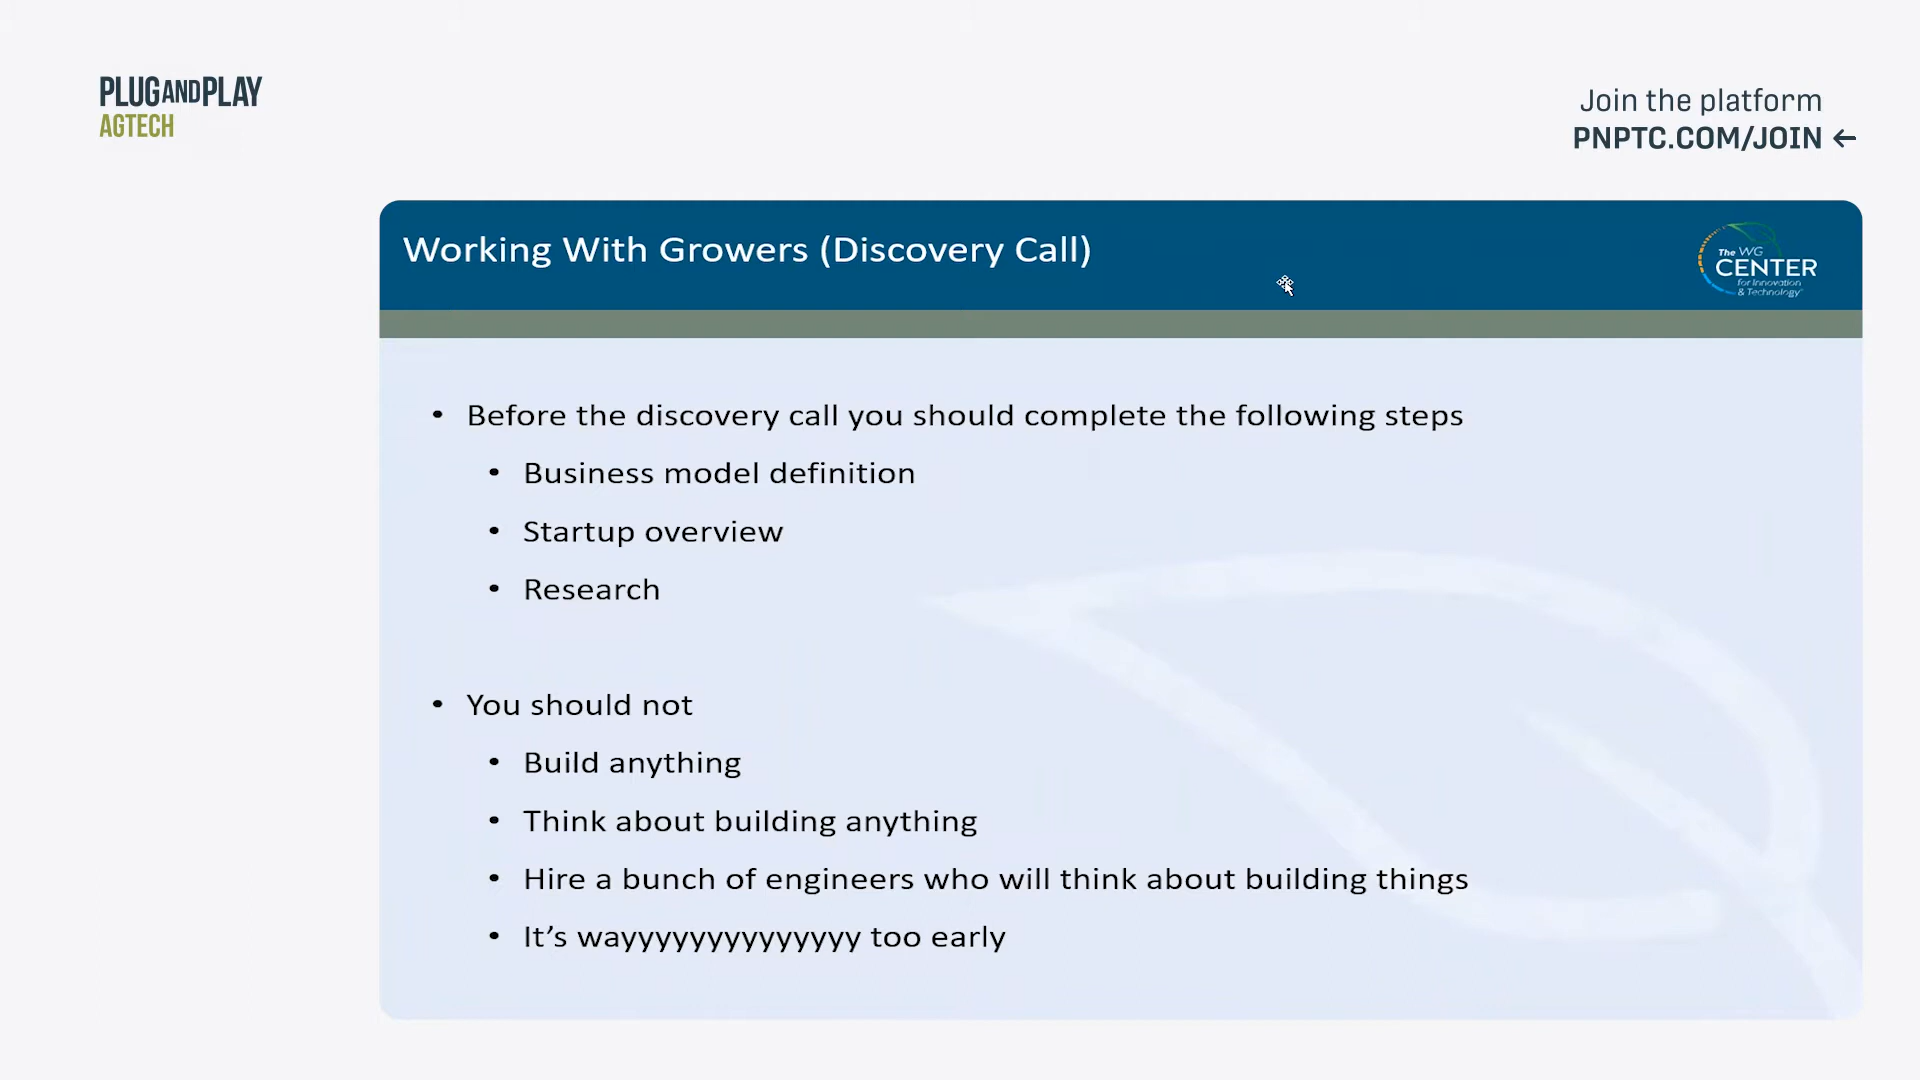 PLUGANDPLAY
AGTECH
Join the platform
PNPTC.COM/JOIN ←
Working With Growers (Discovery Call)
The WG
CENTER
for Innovation
& Technology
• Before the discovery call you should complete the following steps
• Business model definition
• Startup overview
• Research
• You should not
• Build anything
• Think about building anything
• Hire a bunch of engineers who will think about building things
• It’s wayyyyyyyyyyyyyy too early